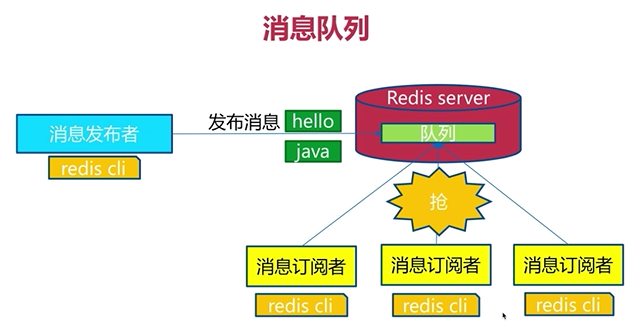 消息队列
Redis server
发布消息
hello
消息发布者
队列
redis cli
java
抢
消息订阅者
消息订阅者
消息订阅者
redis cli
redis cli
redis cli